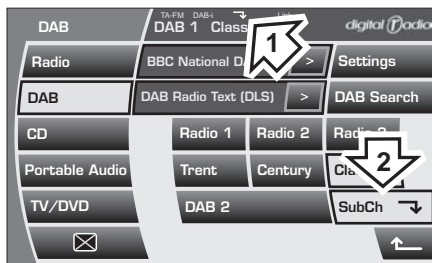 DAB
TA-FM DAB-i
DAB 1 Class
digital radio
Radio
BBC National D
>
Settings
DAB
DAB Radio Text (DLS)
>
DAB Search
CD
Radio 1
Radio 2
Portable Audio
Trent
Century
TV/DVD
DAB 2
SubCh
1
2